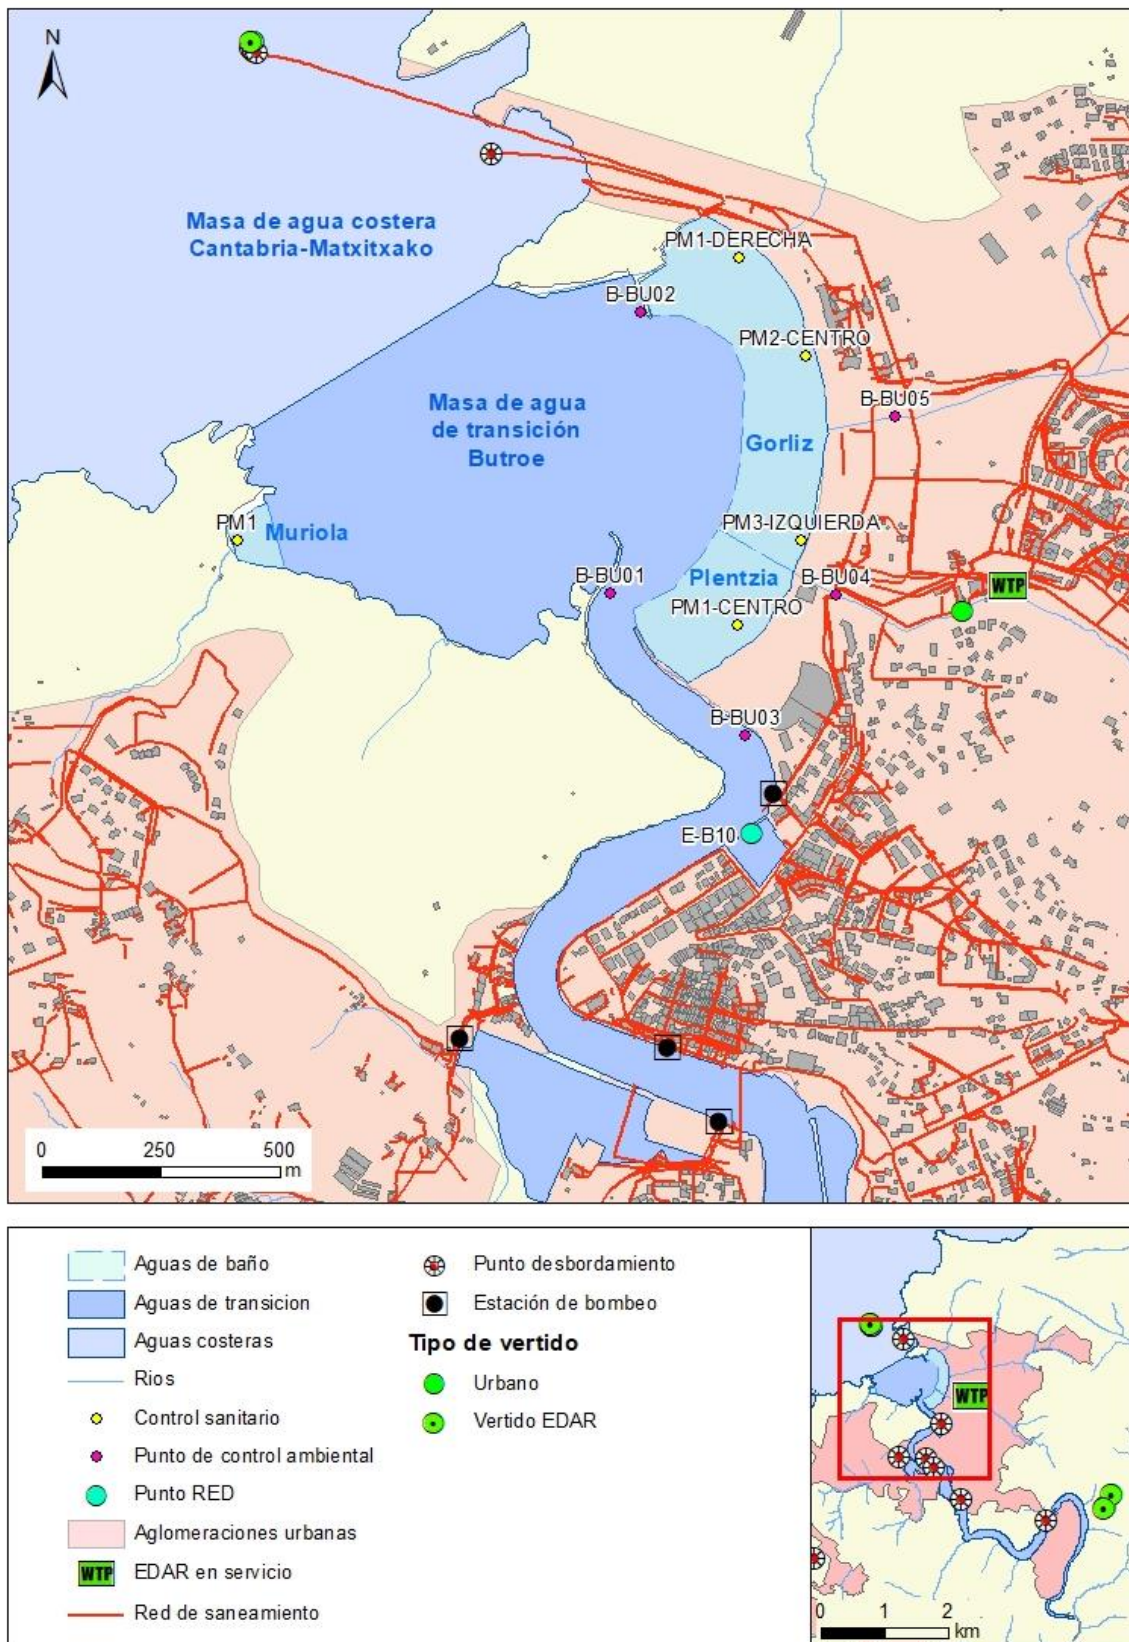 N
Masa de agua costera
Cantabria-Matxitxako
PM1-DERECHA
B-BU02
PM2-CENTRO
Masa de agua
de transición
Butroe
B-BU05
Gorliz
PM1
Muriola
PM3-IZQUIERDA
B-BU01
Plentzia
B-BU04
WTP
PM1-CENTRO
B-BU03
E-B10
0 250 500
m
Aguas de baño
Aguas de transicion
Aguas costeras
Rios
Control sanitario
Punto de control ambiental
Punto RED
Aglomeraciones urbanas
WTP EDAR en servicio
Red de saneamiento
Punto desbordamiento
Estación de bombeo
Tipo de vertido
Urbano
Vertido EDAR
WTP
0 1 2
km